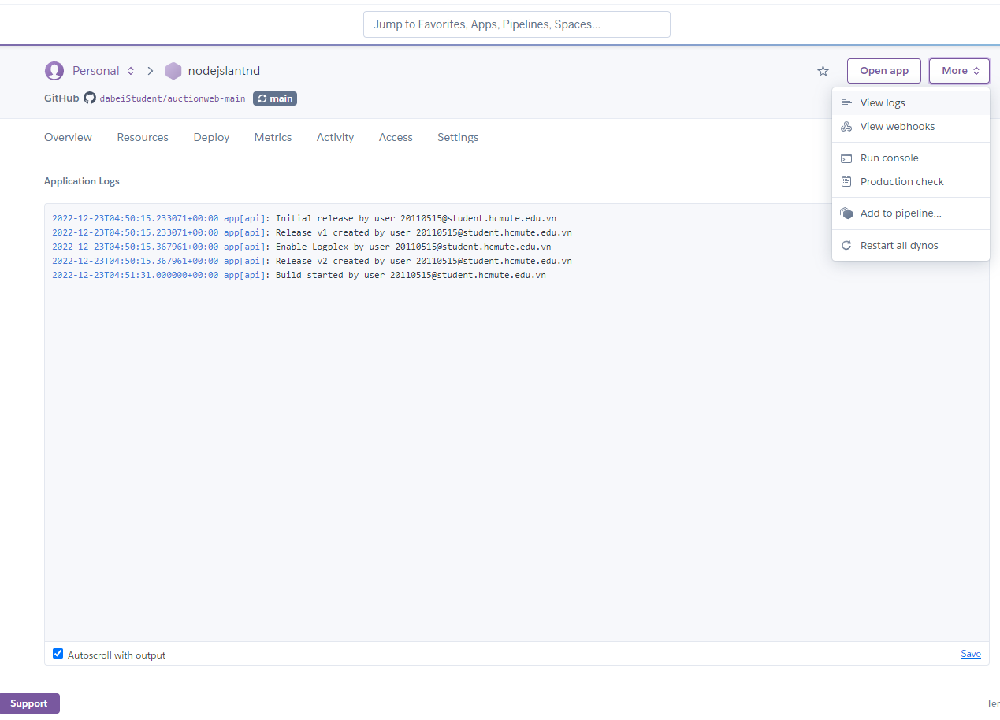 Jump to Favorites, Apps, Pipelines, Spaces...
Personal nodejslantnd
Open app
More
GitHub dabeiStudent/auctionweb-main main
View logs
View webhooks
Run console
Production check
Add to pipeline...
Restart all dynos
Overview Resources Deploy Metrics Activity Access Settings
Application Logs
2022-12-23T04:50:15.233071+00:00 app[api]: Initial release by user 20110515@student.hcmute.edu.vn
2022-12-23T04:50:15.233071+00:00 app[api]: Release v1 created by user 20110515@student.hcmute.edu.vn
2022-12-23T04:50:15.367961+00:00 app[api]: Enable Logplex by user 20110515@student.hcmute.edu.vn
2022-12-23T04:50:15.367961+00:00 app[api]: Release v2 created by user 20110515@student.hcmute.edu.vn
2022-12-23T04:51:31.000000+00:00 app[api]: Build started by user 20110515@student.hcmute.edu.vn
Autoscroll with output
Save
Support
Ter